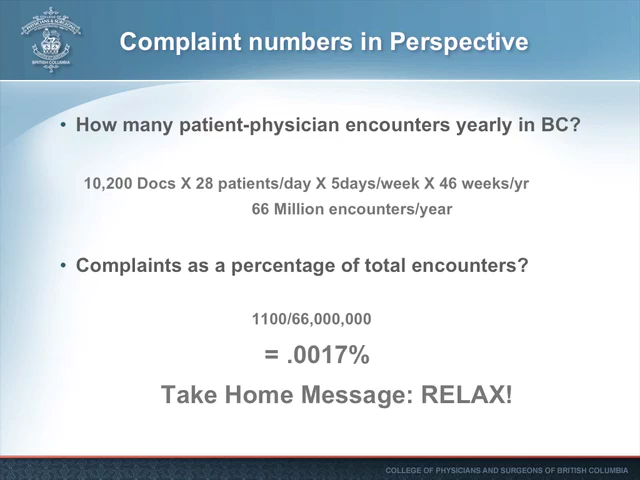 Complaint numbers in Perspective
• How many patient-physician encounters yearly in BC?
10,200 Docs X 28 patients/day X 5days/week X 46 weeks/yr
66 Million encounters/year
• Complaints as a percentage of total encounters?
1100/66,000,000
= .0017%
Take Home Message: RELAX!
COLLEGE OF PHYSICIANS AND SURGEONS OF BRITISH COLUMBIA